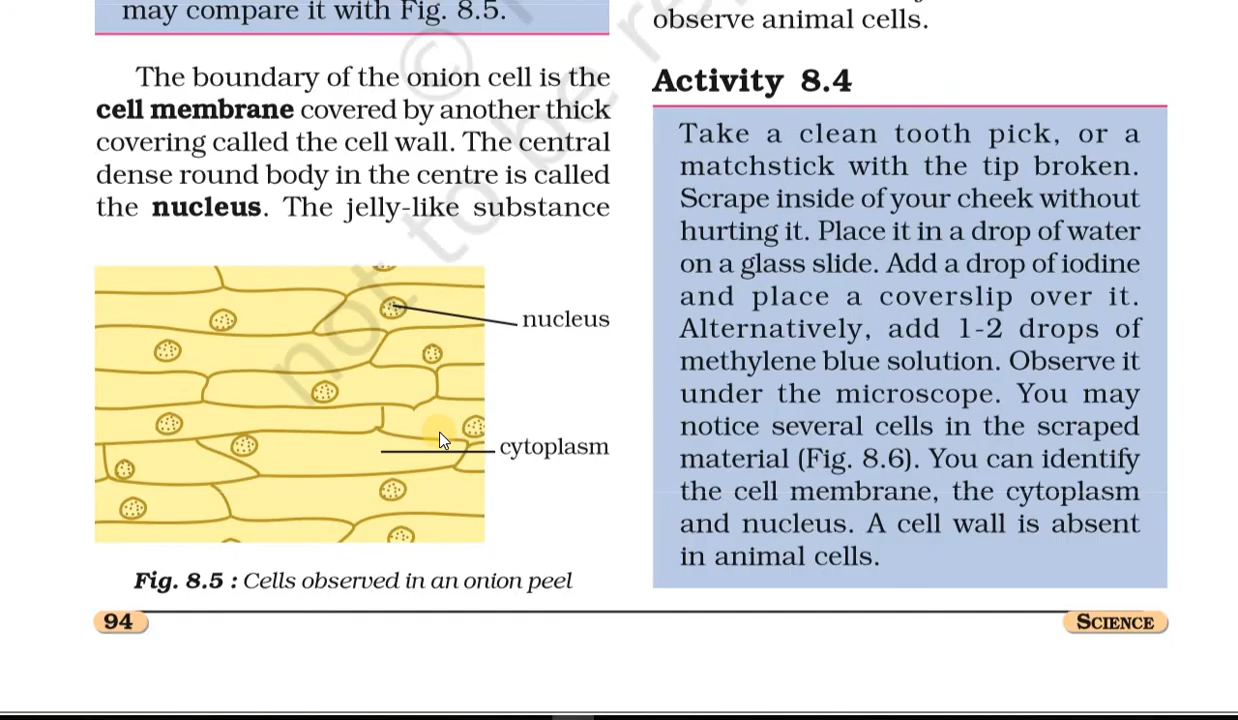 may compare it with Fig. 8.5.
The boundary of the onion cell is the
cell membrane covered by another thick
covering called the cell wall. The central
dense round body in the centre is called
the nucleus. The jelly-like substance
nucleus
cytoplasm
Fig. 8.5 : Cells observed in an onion peel
observe animal cells.
Activity 8.4
Take a clean tooth pick, or a
matchstick with the tip broken.
Scrape inside of your cheek without
hurting it. Place it in a drop of water
on a glass slide. Add a drop of iodine
and place a coverslip over it.
Alternatively, add 1-2 drops of
methylene blue solution. Observe it
under the microscope. You may
notice several cells in the scraped
material (Fig. 8.6). You can identify
the cell membrane, the cytoplasm
and nucleus. A cell wall is absent
in animal cells.
94
SCIENCE
©
not to be